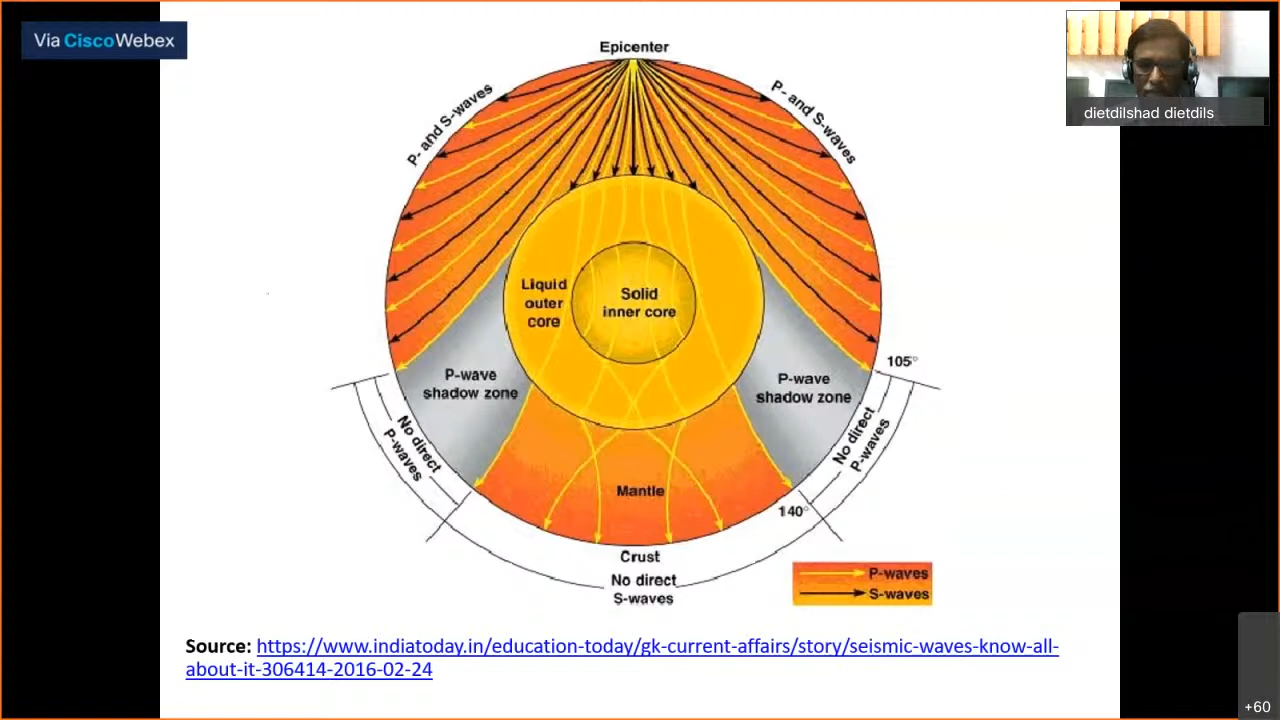 Via CiscoWebex
dietdilshad dietdils
Epicenter
P- and S-waves
P- and S-waves
Liquid
outer
core
Solid
inner core
P-wave
shadow zone
P-wave
shadow zone
105°
No direct
P-waves
No direct
P-waves
Mantle
140°
Crust
No direct
S-waves
P-waves
S-waves
Source: https://www.indiatoday.in/education-today/gk-current-affairs/story/seismic-waves-know-all-
about-it-306414-2016-02-24
+60